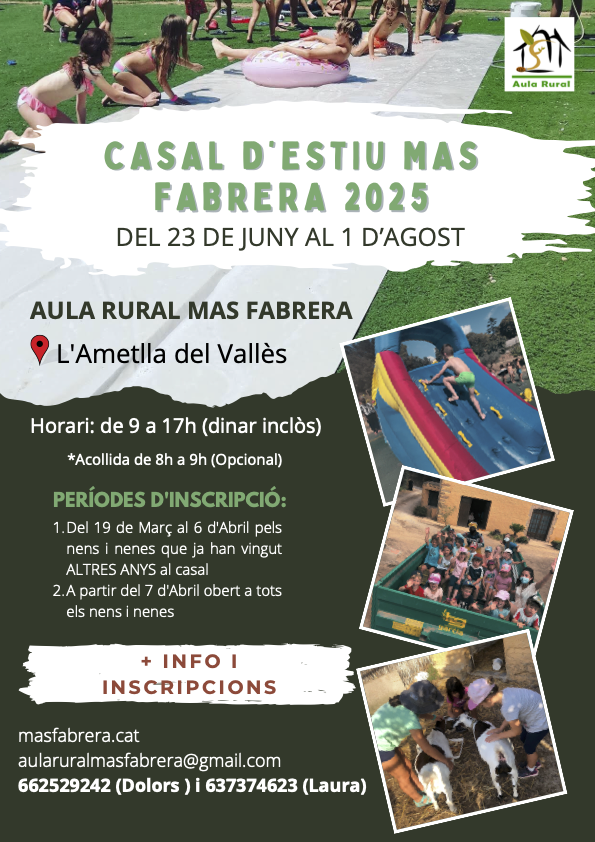 Aula Rural
CASAL D'ESTIU MAS
FABRERA 2025
DEL 23 DE JUNY AL 1 D’AGOST
AULA RURAL MAS FABRERA
L'Ametlla del Vallès
Horari: de 9 a 17h (dinar inclòs)
*Acollida de 8h a 9h (Opcional)
PERÍODES D'INSCRIPCIÓ:
1. Del 19 de Març al 6 d'Abril pels
nens i nenes que ja han vingut
ALTRES ANYS al casal
2. A partir del 7 d'Abril obert a tots
els nens i nenes
+ INFO I
INSCRIPCIONS
masfabrera.cat
aularuralmasfabrera@gmail.com
662529242 (Dolors ) i 637374623 (Laura)